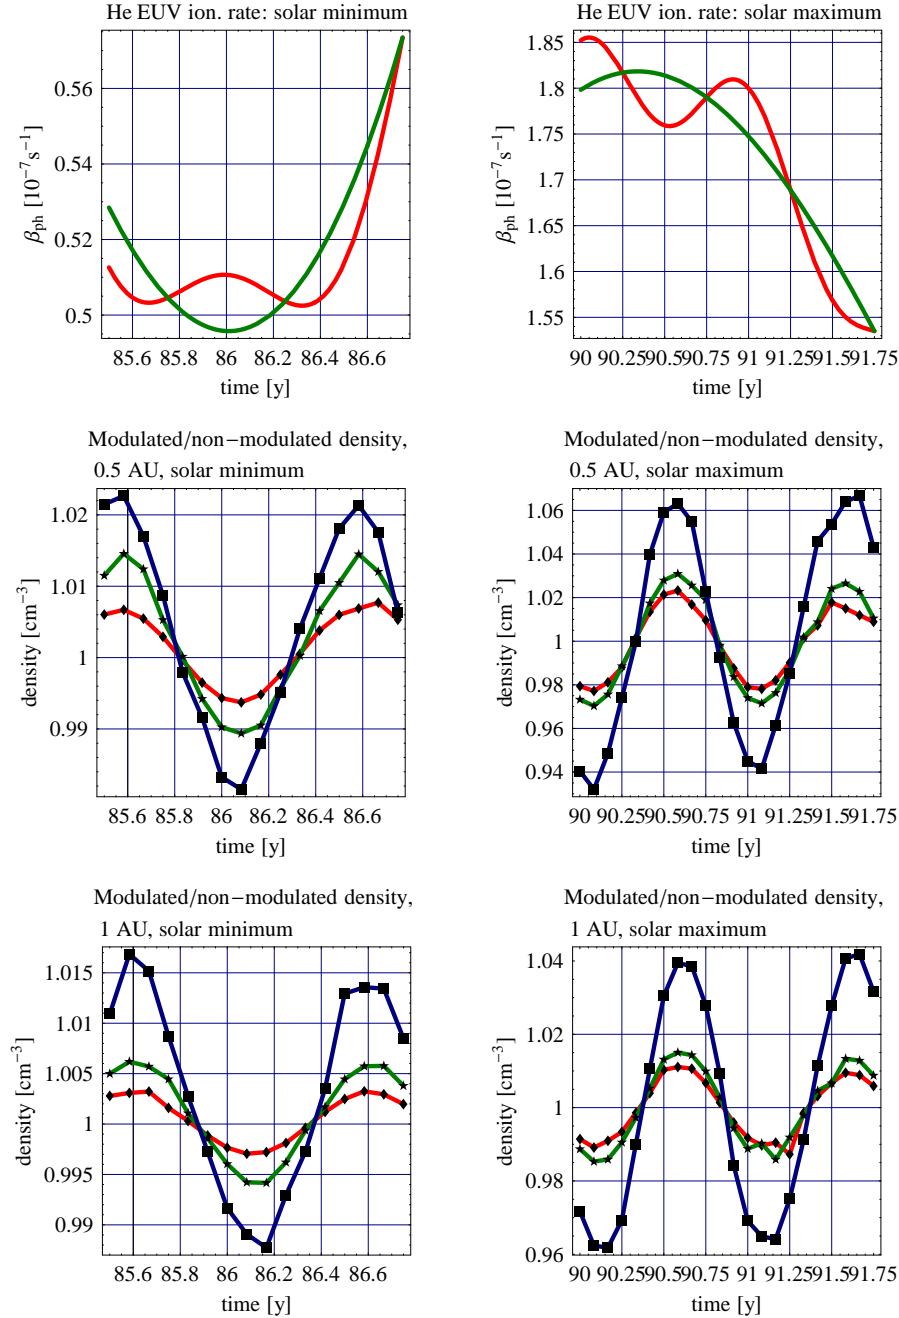 He EUV ion. rate: solar minimum
β_ph [10⁻⁷ s⁻¹]
0.56
0.54
0.52
0.5
85.6 85.8 86 86.2 86.4 86.6
time [y]
He EUV ion. rate: solar maximum
β_ph [10⁻⁷ s⁻¹]
1.85
1.8
1.75
1.7
1.65
1.6
1.55
90 90.25 90.5 90.75 91 91.25 91.5 91.75
time [y]
Modulated/non−modulated density,
0.5 AU, solar minimum
density [cm⁻³]
1.02
1.01
1
0.99
85.6 85.8 86 86.2 86.4 86.6
time [y]
Modulated/non−modulated density,
0.5 AU, solar maximum
density [cm⁻³]
1.06
1.04
1.02
1
0.98
0.96
0.94
90 90.25 90.5 90.75 91 91.25 91.5 91.75
time [y]
Modulated/non−modulated density,
1 AU, solar minimum
density [cm⁻³]
1.015
1.01
1.005
1
0.995
0.99
85.6 85.8 86 86.2 86.4 86.6
time [y]
Modulated/non−modulated density,
1 AU, solar maximum
density [cm⁻³]
1.04
1.02
1
0.98
0.96
90 90.25 90.5 90.75 91 91.25 91.5 91.75
time [y]